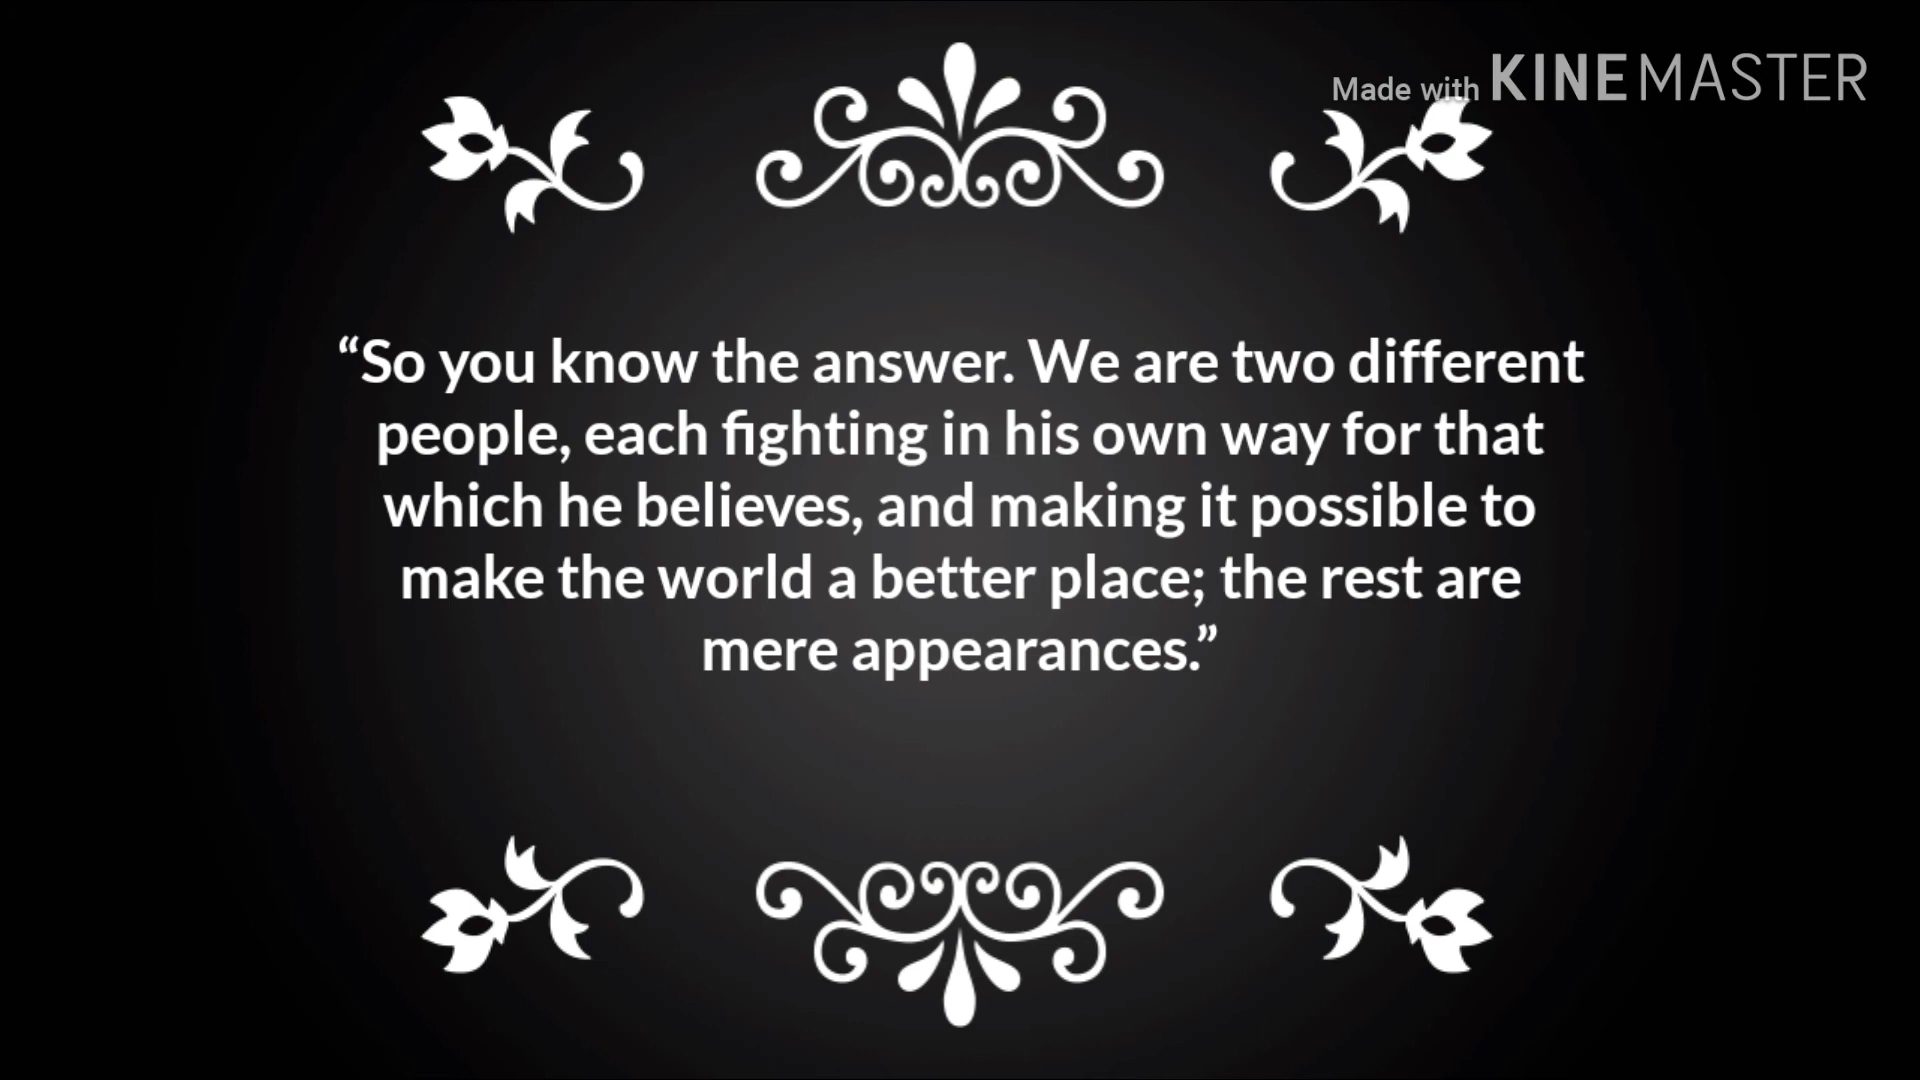 Made with KINEMASTER
“So you know the answer. We are two different
people, each fighting in his own way for that
which he believes, and making it possible to
make the world a better place; the rest are
mere appearances.”